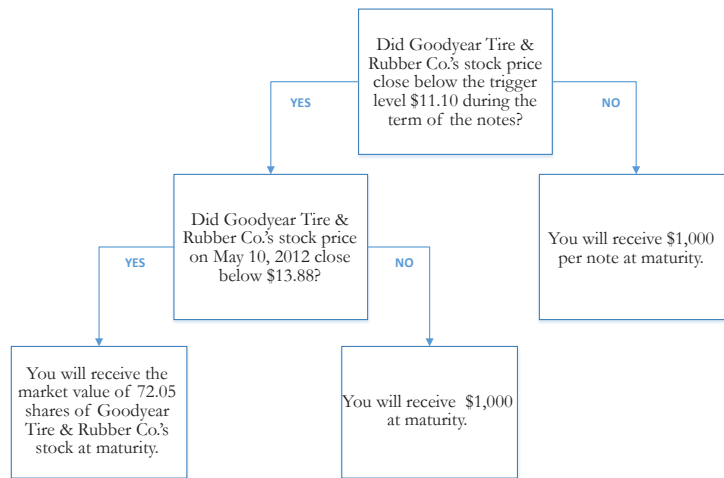 Did Goodyear Tire &
Rubber Co.'s stock price
close below the trigger
level $11.10 during the
term of the notes?
YES
NO
Did Goodyear Tire &
Rubber Co.'s stock price
on May 10, 2012 close
below $13.88?
You will receive $1,000
per note at maturity.
YES
NO
You will receive the
market value of 72.05
shares of Goodyear
Tire & Rubber Co.'s
stock at maturity.
You will receive  $1,000
at maturity.